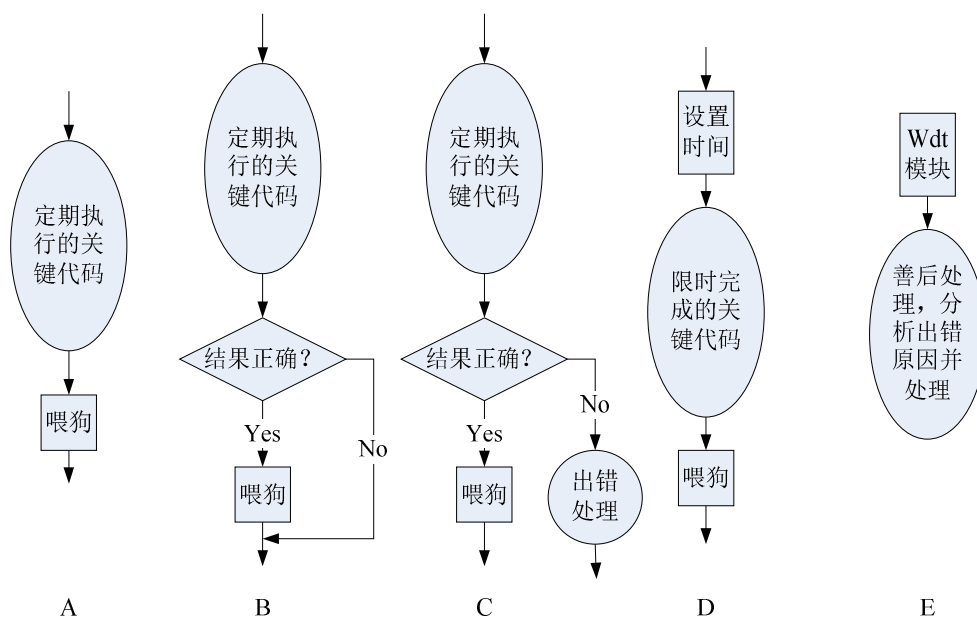 定期执
行的关
键代码
喂狗
A
定期执
行的关
键代码
结果正确?
Yes
No
喂狗
B
定期执
行的关
键代码
结果正确?
Yes
No
喂狗
出错
处理
C
设置
时间
限时完
成的关
键代码
喂狗
D
Wdt
模块
善后处
理，分
析出错
原因并
处理
E